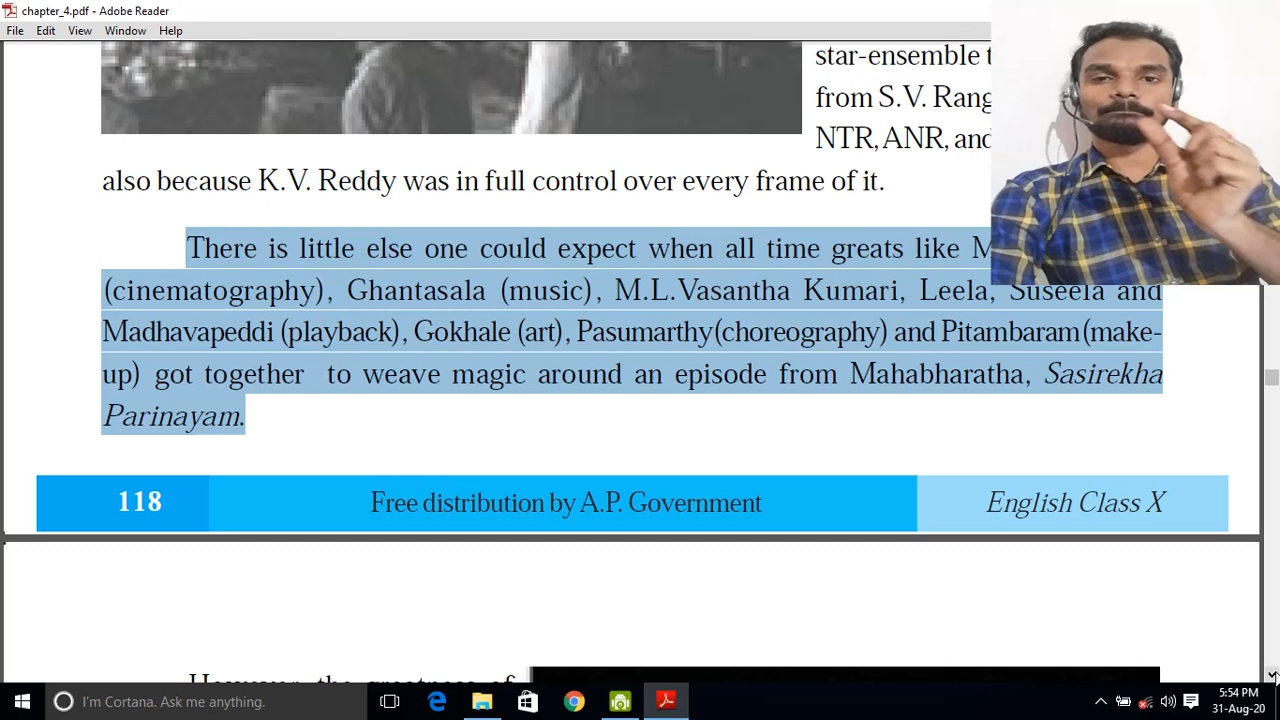 chapter_4.pdf - Adobe Reader
File Edit View Window Help
star-ensemble
from S.V. Rang
NTR, ANR, and
also because K.V. Reddy was in full control over every frame of it.
There is little else one could expect when all time greats like M
(cinematography), Ghantasala (music), M.L.Vasantha Kumari, Leela, Suseela and
Madhavapeddi (playback), Gokhale (art), Pasumarthy(choreography) and Pitambaram(make-
up) got together to weave magic around an episode from Mahabharatha, Sasirekha
Parinayam.
118 Free distribution by A.P. Government English Class X
I'm Cortana. Ask me anything.
5:54 PM
31-Aug-20